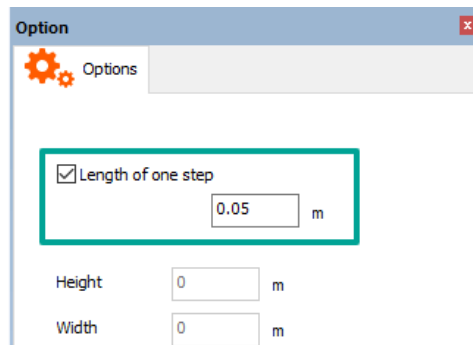 Option
x
Options
Length of one step
0.05 m
Height 0 m
Width 0 m